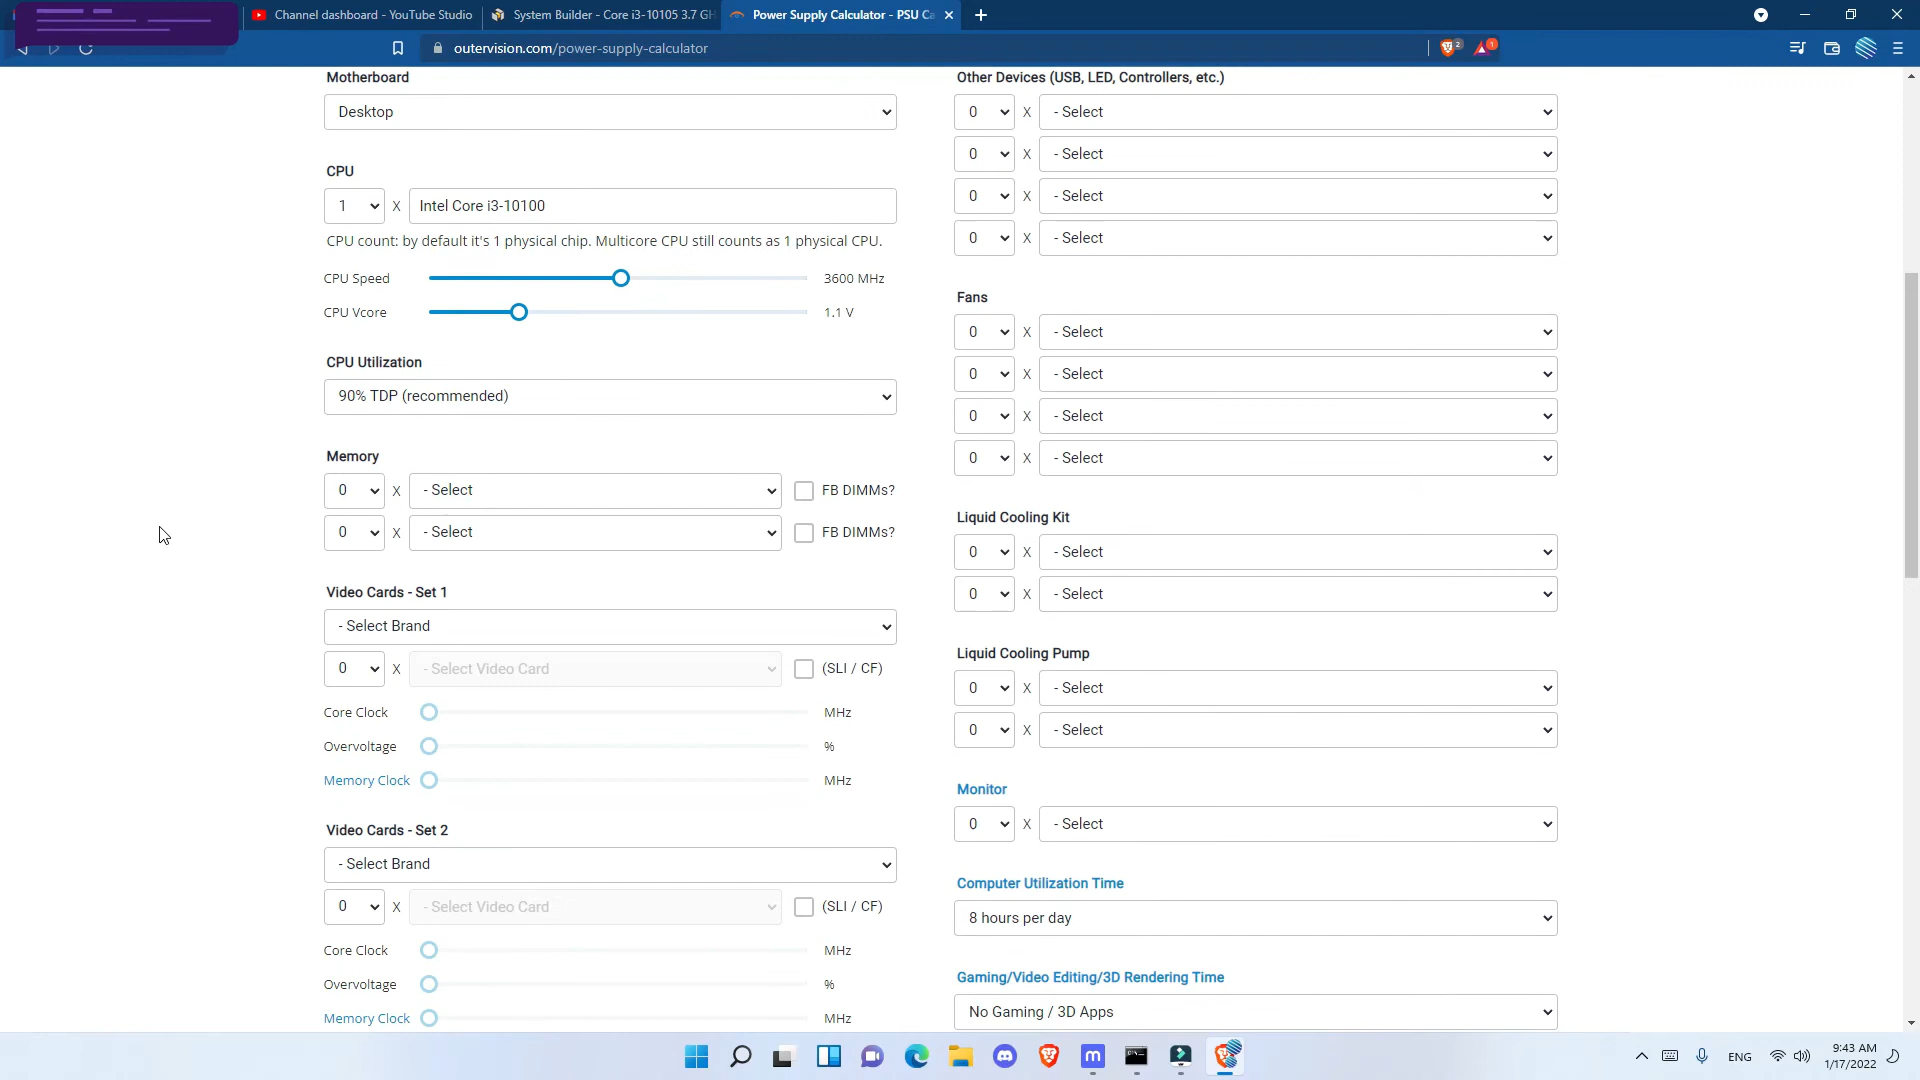 Channel dashboard - YouTube Studio
System Builder - Core i3-10105 3.7 GH
Power Supply Calculator - PSU Ca
outervision.com/power-supply-calculator
2
1
Motherboard
Desktop
CPU
1 X Intel Core i3-10100
CPU count: by default it's 1 physical chip. Multicore CPU still counts as 1 physical CPU.
CPU Speed 3600 MHz
CPU Vcore 1.1 V
CPU Utilization
90% TDP (recommended)
Memory
0 X - Select FB DIMMs?
0 X - Select FB DIMMs?
Video Cards - Set 1
- Select Brand
0 X - Select Video Card (SLI / CF)
Core Clock MHz
Overvoltage %
Memory Clock MHz
Video Cards - Set 2
- Select Brand
0 X - Select Video Card (SLI / CF)
Core Clock MHz
Overvoltage %
Memory Clock MHz
Other Devices (USB, LED, Controllers, etc.)
0 X - Select
0 X - Select
0 X - Select
0 X - Select
Fans
0 X - Select
0 X - Select
0 X - Select
0 X - Select
Liquid Cooling Kit
0 X - Select
0 X - Select
Liquid Cooling Pump
0 X - Select
0 X - Select
Monitor
0 X - Select
Computer Utilization Time
8 hours per day
Gaming/Video Editing/3D Rendering Time
No Gaming / 3D Apps
ENG
9:43 AM
1/17/2022